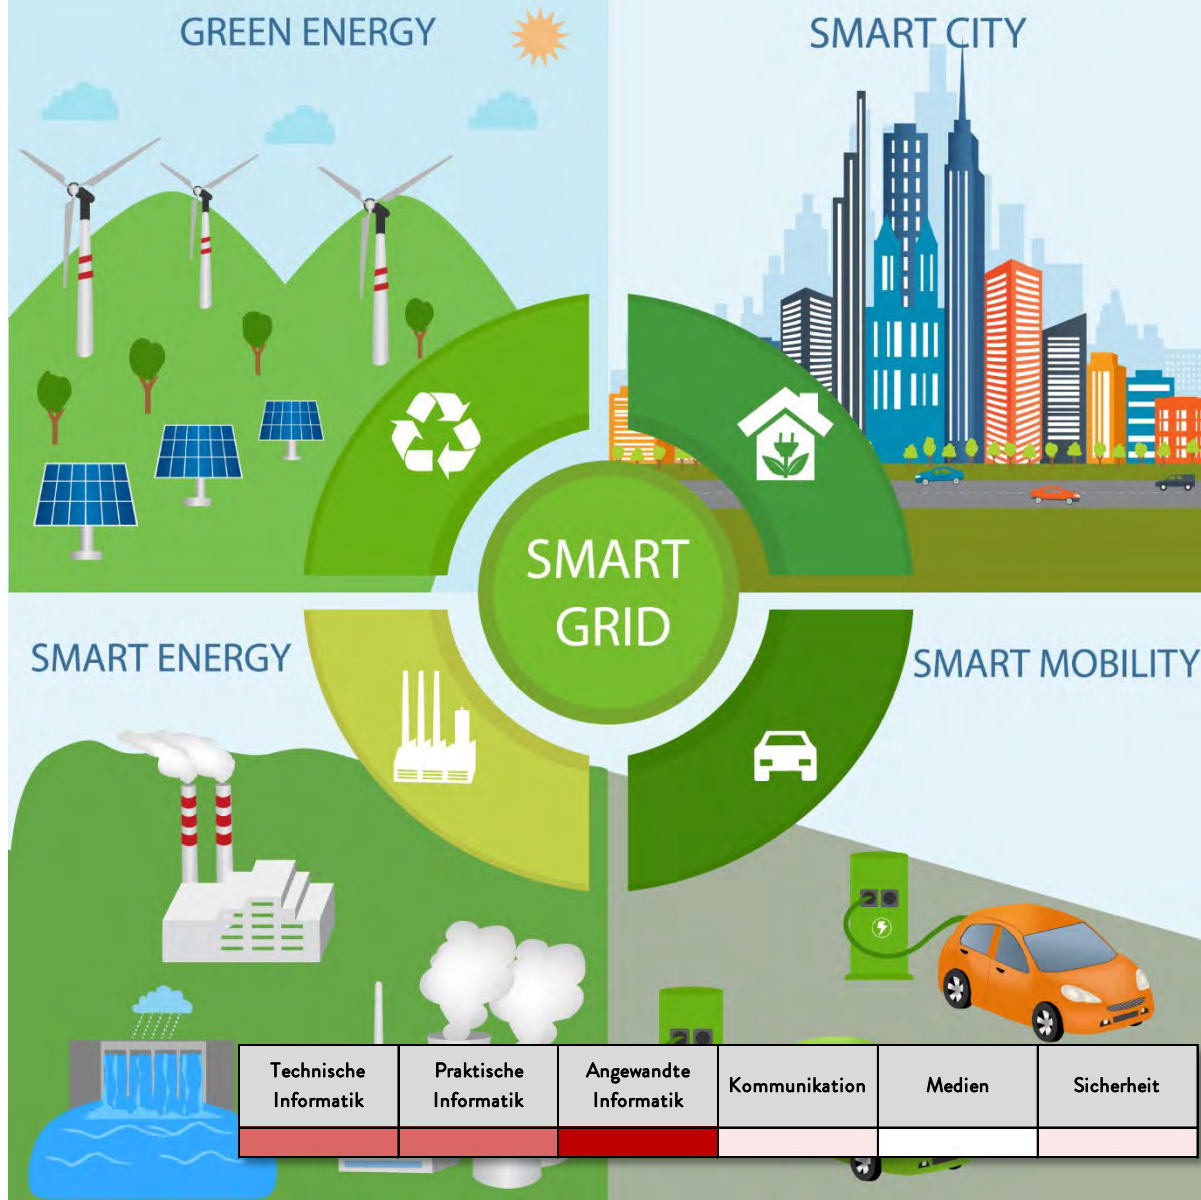 GREEN ENERGY
SMART CITY
SMART
GRID
SMART ENERGY
SMART MOBILITY
Technische
Informatik
Praktische
Informatik
Angewandte
Informatik
Kommunikation
Medien
Sicherheit